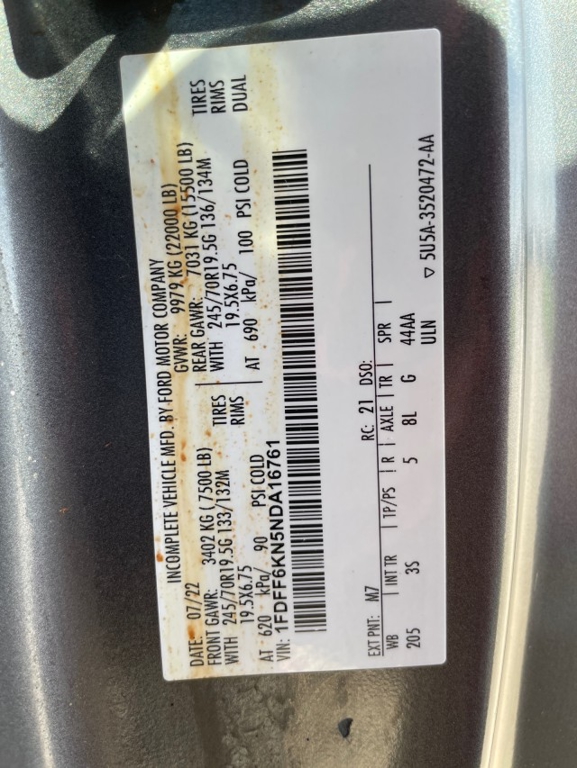 INCOMPLETE VEHICLE MFD. BY FORD MOTOR COMPANY
DATE: 07/22 GVWR: 9979 KG (22000 LB)
FRONT GAWR: 3402 KG (7500 LB) REAR GAWR: 7031 KG (15500 LB)
WITH 245/70R19.5G 133/132M TIRES WITH 245/70R19.5G 136/134M TIRES
19.5X6.75 RIMS 19.5X6.75 RIMS
AT 620 kPa/ 90 PSI COLD AT 690 kPa/ 100 PSI COLD DUAL
VIN: 1FDFF6KN5NDA16761
EXT PNT: M7 RC: 21 DSO:
WB INT TR TP/PS R AXLE TR SPR
205 3S 5 8L G 44AA
ULN
▽ 5U5A-3520472-AA